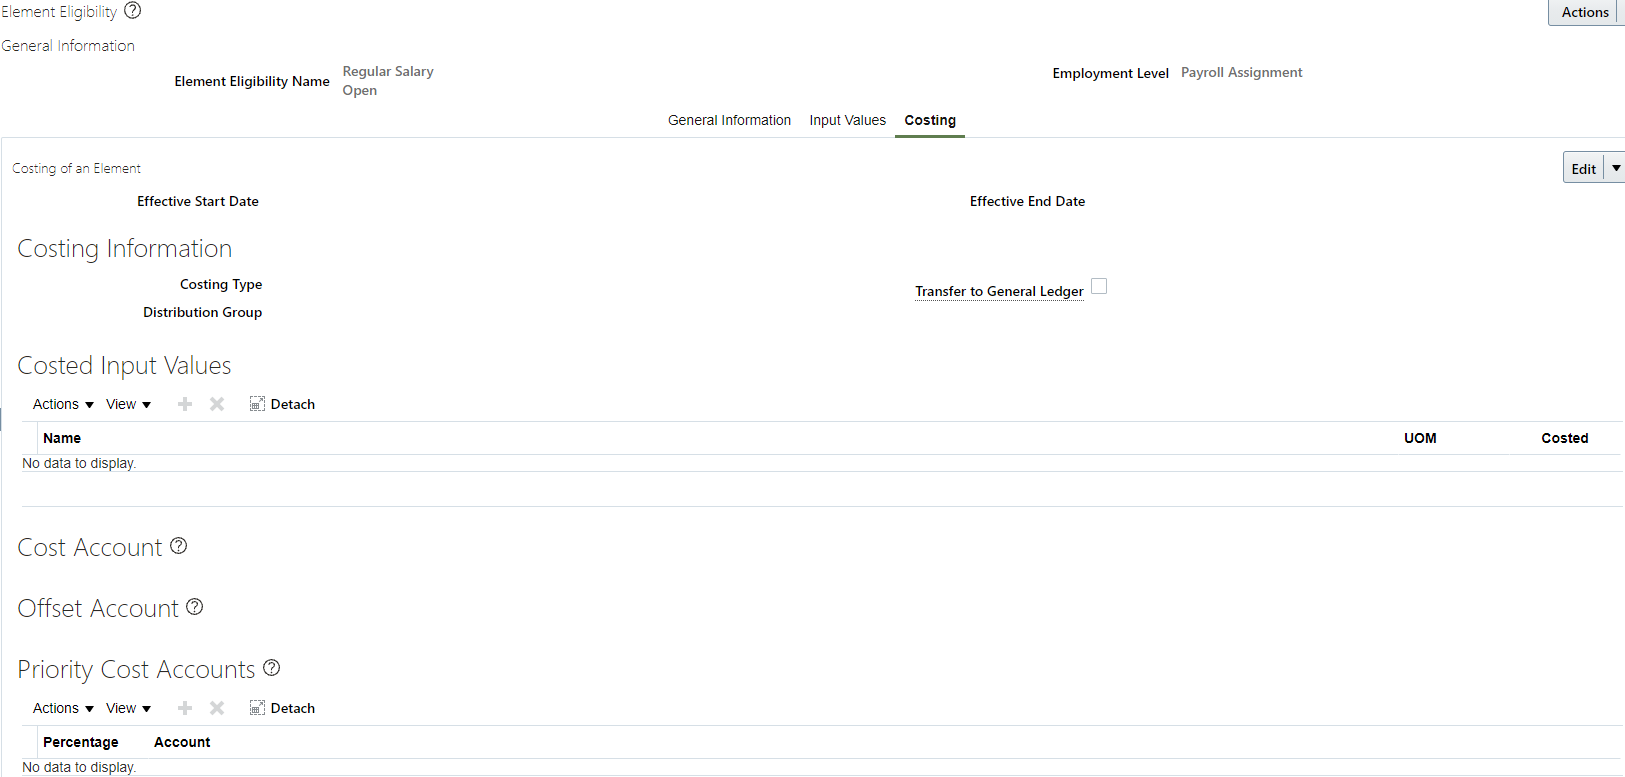 Element Eligibility ?
Actions
General Information
Element Eligibility Name Regular Salary Open
Employment Level Payroll Assignment
General Information Input Values Costing
Costing of an Element
Edit
Effective Start Date
Effective End Date
Costing Information
Costing Type
Transfer to General Ledger
Distribution Group
Costed Input Values
Actions View Detach
Name UOM Costed
No data to display.
Cost Account ?
Offset Account ?
Priority Cost Accounts ?
Actions View Detach
Percentage Account
No data to display.